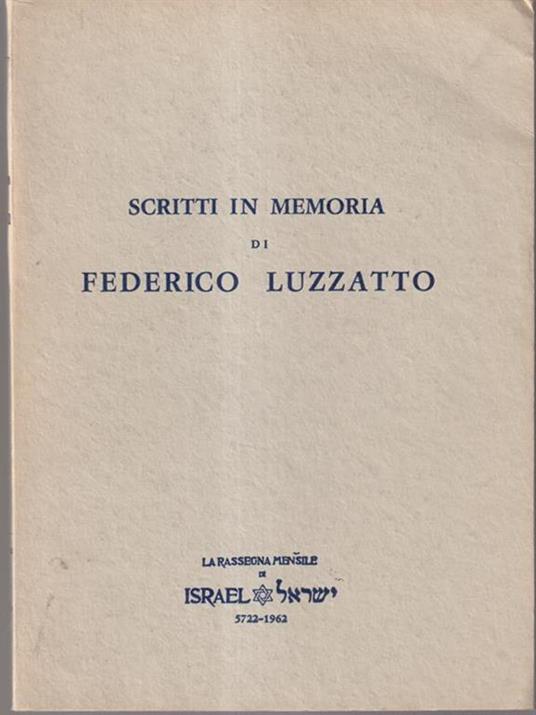 SCRITTI IN MEMORIA
DI
FEDERICO LUZZATTO
LA RASSEGNA MENSILE
DI
ISRAEL ישראל
5722-1962